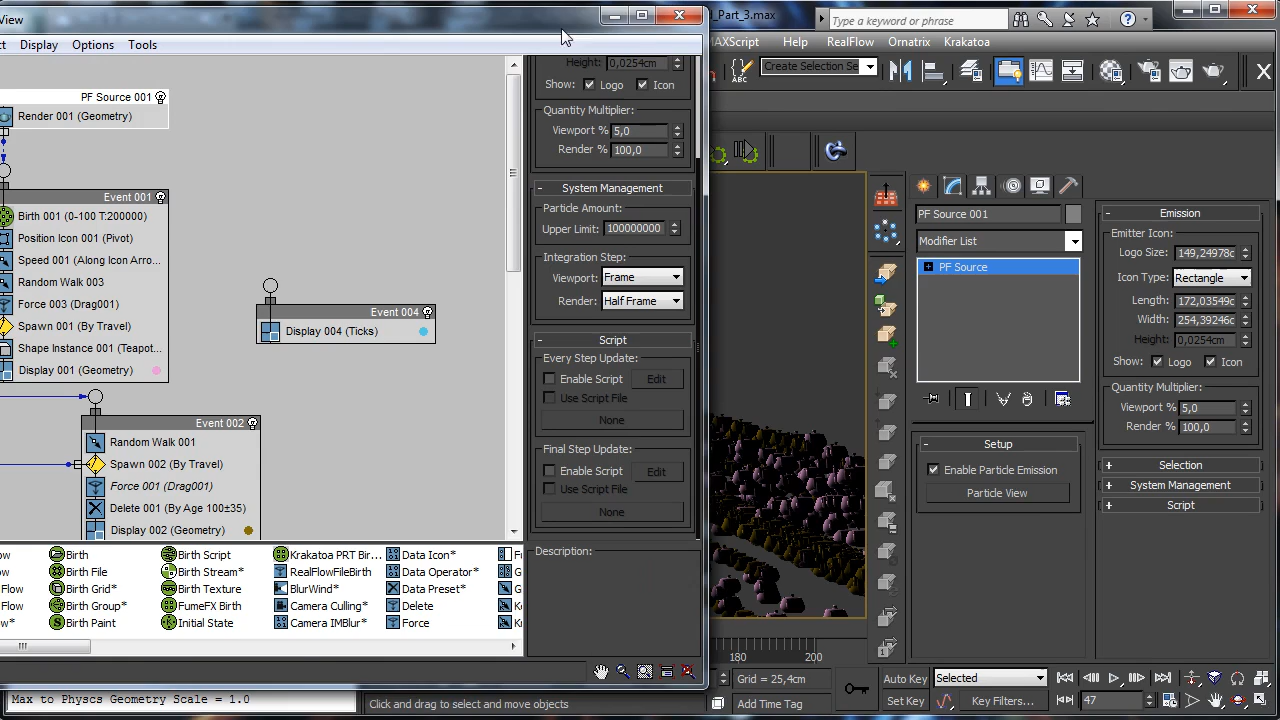 View
_Part_3.max
Type a keyword or phrase
Display Options Tools
MAXScript Help RealFlow Ornatrix Krakatoa
Create Selection Se
PF Source 001
Render 001 (Geometry)
Event 001
Birth 001 (0-100 T:200000)
Position Icon 001 (Pivot)
Speed 001 (Along Icon Arro...
Random Walk 003
Force 003 (Drag001)
Spawn 001 (By Travel)
Shape Instance 001 (Teapot...
Display 001 (Geometry)
Event 002
Random Walk 001
Spawn 002 (By Travel)
Force 001 (Drag001)
Delete 001 (By Age 100±35)
Display 002 (Geometry)
Event 004
Display 004 (Ticks)
Height: 0,0254cm
Show: Logo Icon
Quantity Multiplier:
Viewport % 5,0
Render % 100,0
- System Management
Particle Amount:
Upper Limit: 100000000
Integration Step:
Viewport: Frame
Render: Half Frame
- Script
Every Step Update:
Enable Script Edit
Use Script File
None
Final Step Update:
Enable Script Edit
Use Script File
None
Description:
Birth Birth Script Krakatoa PRT Bir... Data Icon*
Flow Birth File Birth Stream* RealFlowFileBirth Data Operator*
Flow Birth Grid* Birth Texture BlurWind* Data Preset*
Birth Group* FumeFX Birth Camera Culling* Delete
Birth Paint Initial State Camera IMBlur* Force
PF Source 001
Modifier List
PF Source
- Setup
Enable Particle Emission
Particle View
- Emission
Emitter Icon:
Logo Size: 149,24978c
Icon Type: Rectangle
Length: 172,03549c
Width: 254,39246c
Height: 0,0254cm
Show: Logo Icon
Quantity Multiplier:
Viewport % 5,0
Render % 100,0
+ Selection
+ System Management
+ Script
180 200
Grid = 25,4cm
Auto Key Selected
Max to Physcs Geometry Scale = 1.0
Click or click-and-drag to select and move objects
Add Time Tag
Set Key Key Filters... 47